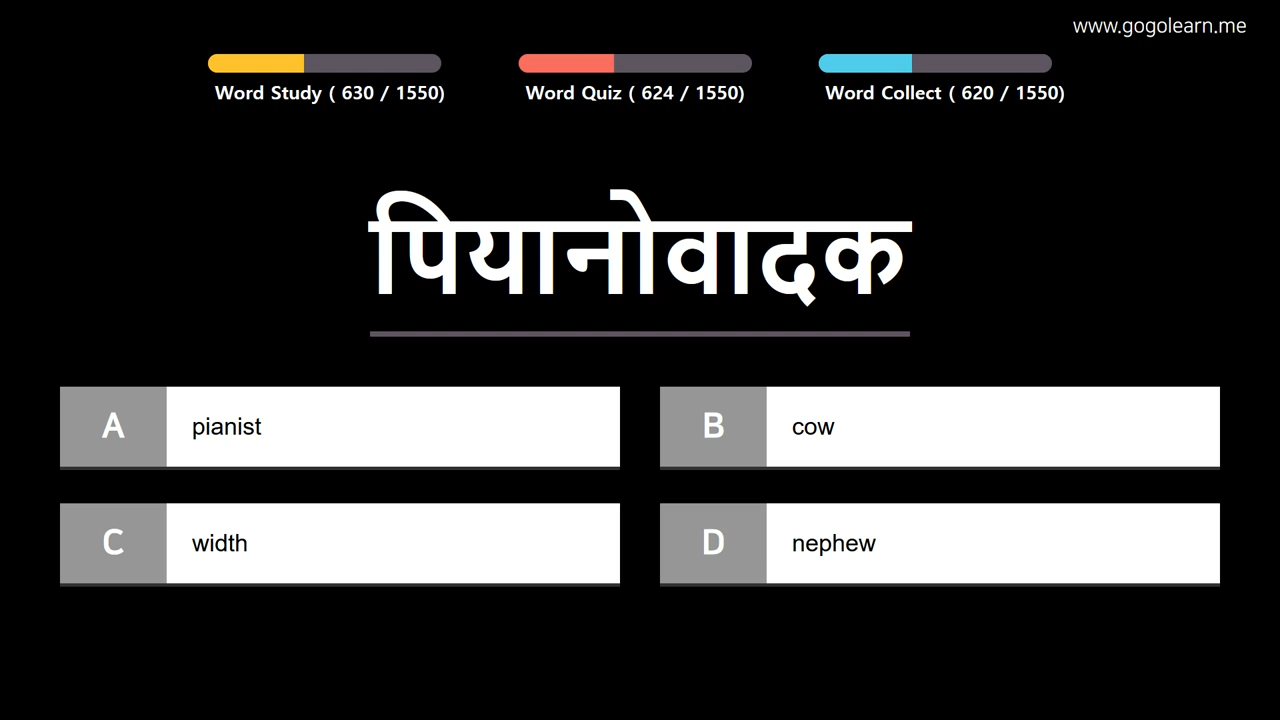 www.gogolearn.me
Word Study ( 630 / 1550)
Word Quiz ( 624 / 1550)
Word Collect ( 620 / 1550)
पियानोवादक
A pianist
B cow
C width
D nephew